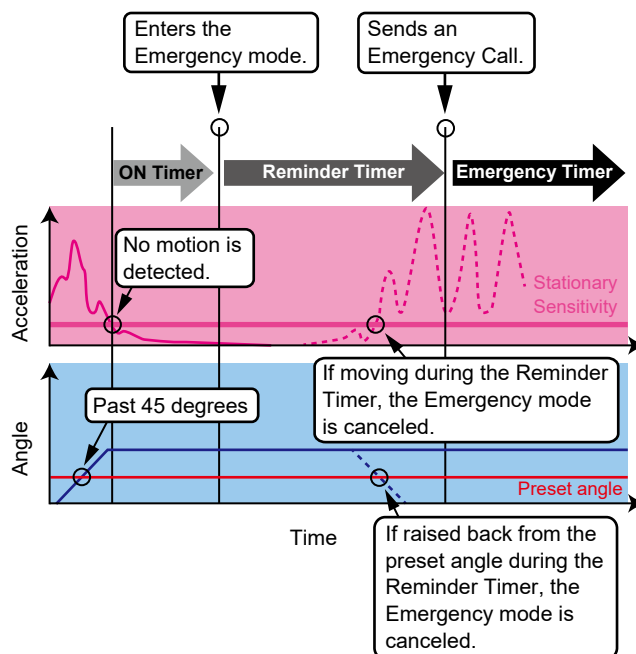 Enters the
Emergency mode.
Sends an
Emergency Call.
ON Timer
Reminder Timer
Emergency Timer
Acceleration
No motion is
detected.
Stationary
Sensitivity
If moving during the Reminder
Timer, the Emergency mode
is canceled.
Angle
Past 45 degrees
Preset angle
Time
If raised back from the
preset angle during the
Reminder Timer, the
Emergency mode is
canceled.